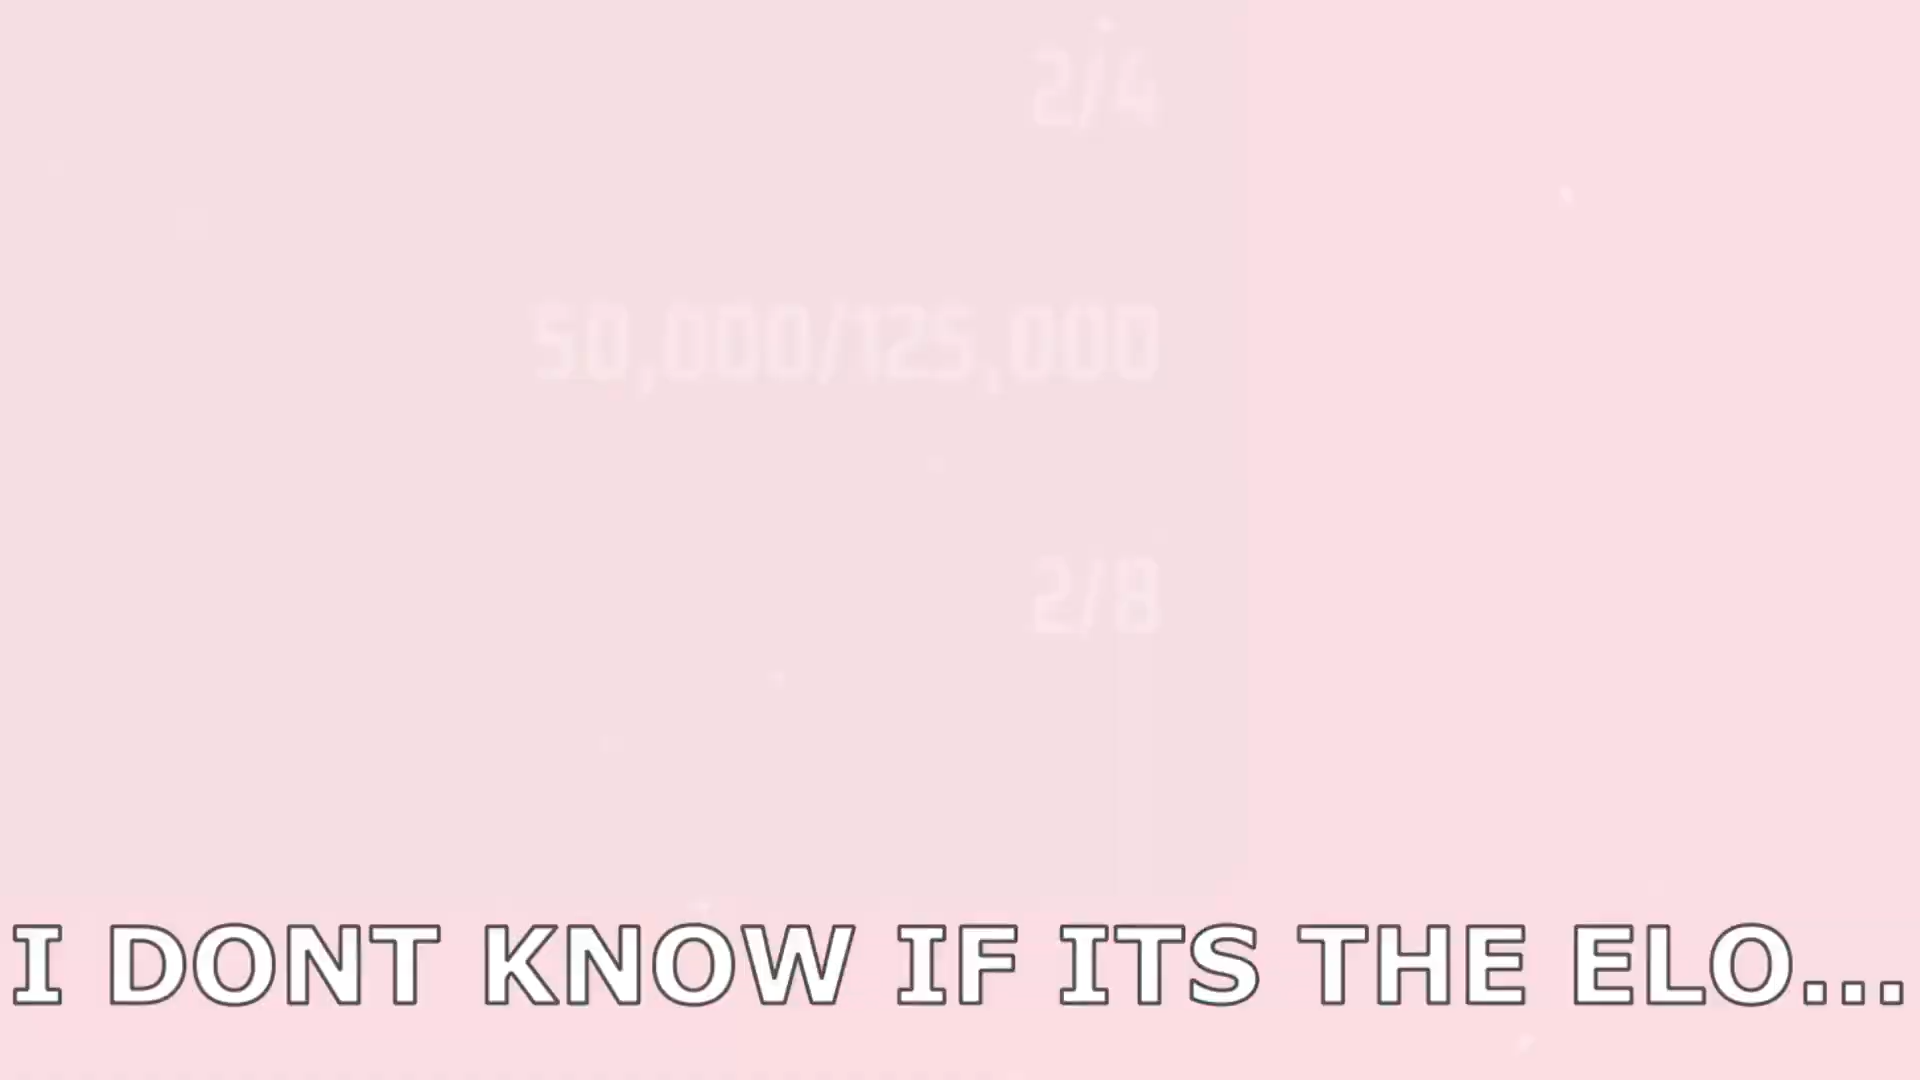 2/4
50,000/125,000
2/8
I DONT KNOW IF ITS THE ELO...